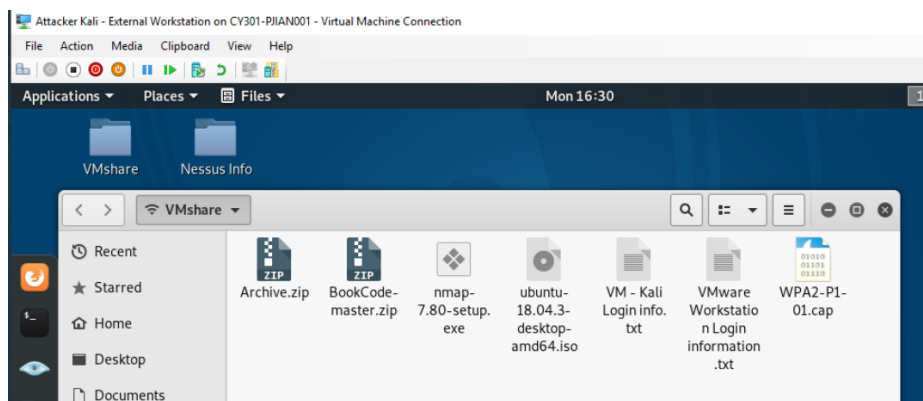 Attacker Kali - External Workstation on CY301-PJIAN001 - Virtual Machine Connection
File Action Media Clipboard View Help
Applications Places Files Mon 16:30 1
VMshare Nessus Info
VMshare
Recent
Starred
Home
Desktop
Documents
ZIP
Archive.zip
ZIP
BookCode-
master.zip
nmap-
7.80-setup.
exe
ubuntu-
18.04.3-
desktop-
amd64.iso
VM - Kali
Login info.
txt
VMware
Workstatio
n Login
information
.txt
01010
01101
01110
WPA2-P1-
01.cap
$_